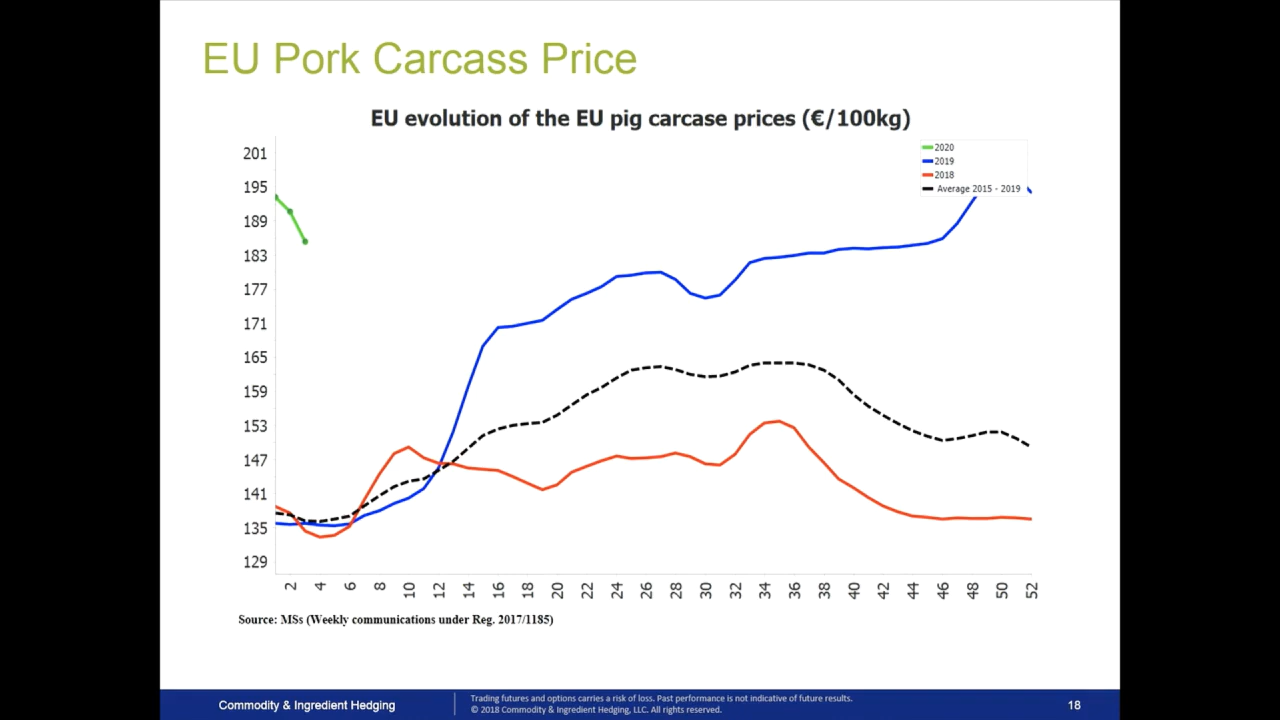 EU Pork Carcass Price
EU evolution of the EU pig carcase prices (€/100kg)
201
195
189
183
177
171
165
159
153
147
141
135
129
2020
2019
2018
Average 2015 - 2019
2 4 6 8 10 12 14 16 18 20 22 24 26 28 30 32 34 36 38 40 42 44 46 48 50 52
Source: MSs (Weekly communications under Reg. 2017/1185)
Commodity & Ingredient Hedging
Trading futures and options carries a risk of loss. Past performance is not indicative of future results.
© 2018 Commodity & Ingredient Hedging, LLC. All rights reserved.
18